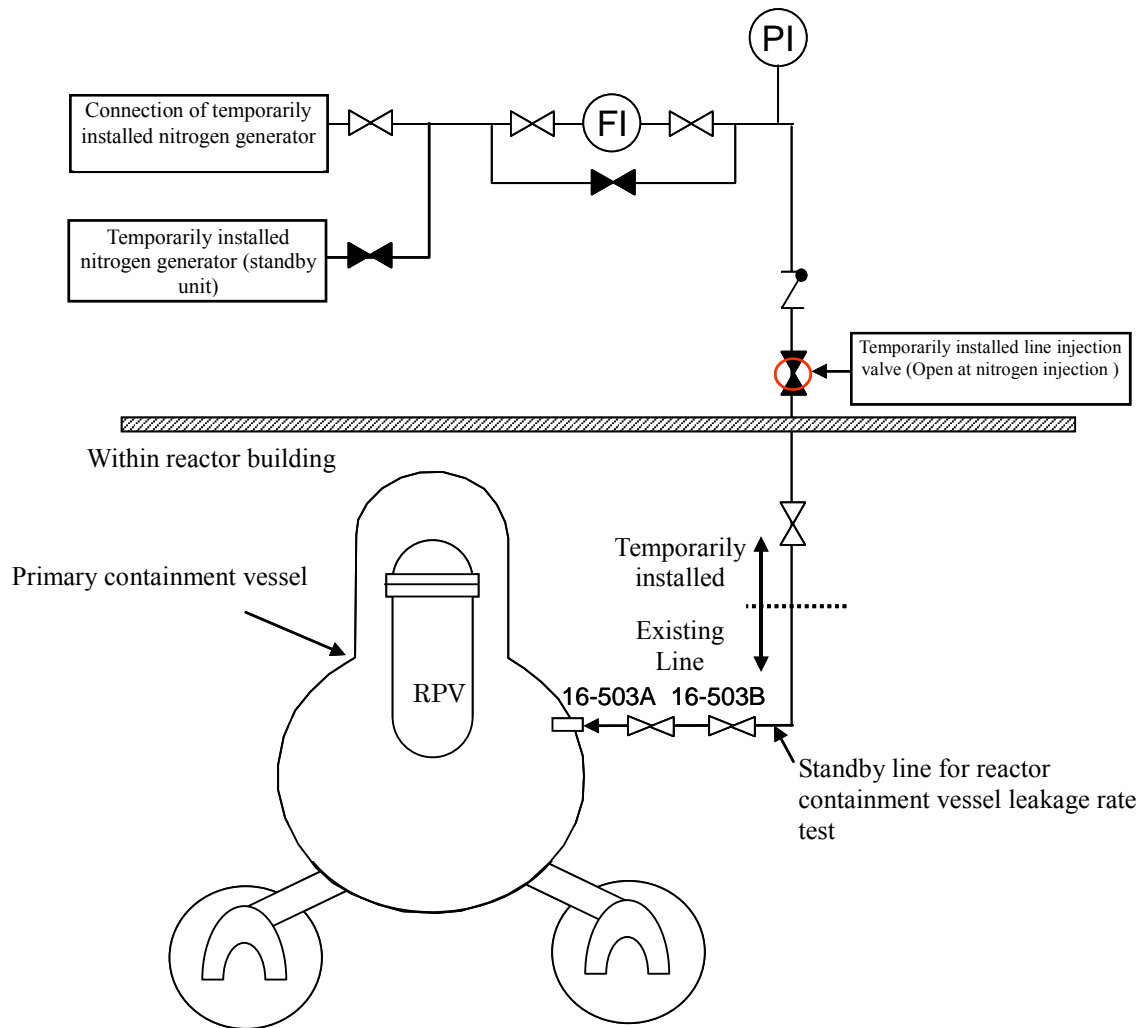 PI
Connection of temporarily
installed nitrogen generator
FI
Temporarily installed
nitrogen generator (standby
unit)
Temporarily installed line injection
valve (Open at nitrogen injection )
Within reactor building
Primary containment vessel
Temporarily
installed
Existing
Line
RPV
16-503A
16-503B
Standby line for reactor
containment vessel leakage rate
test